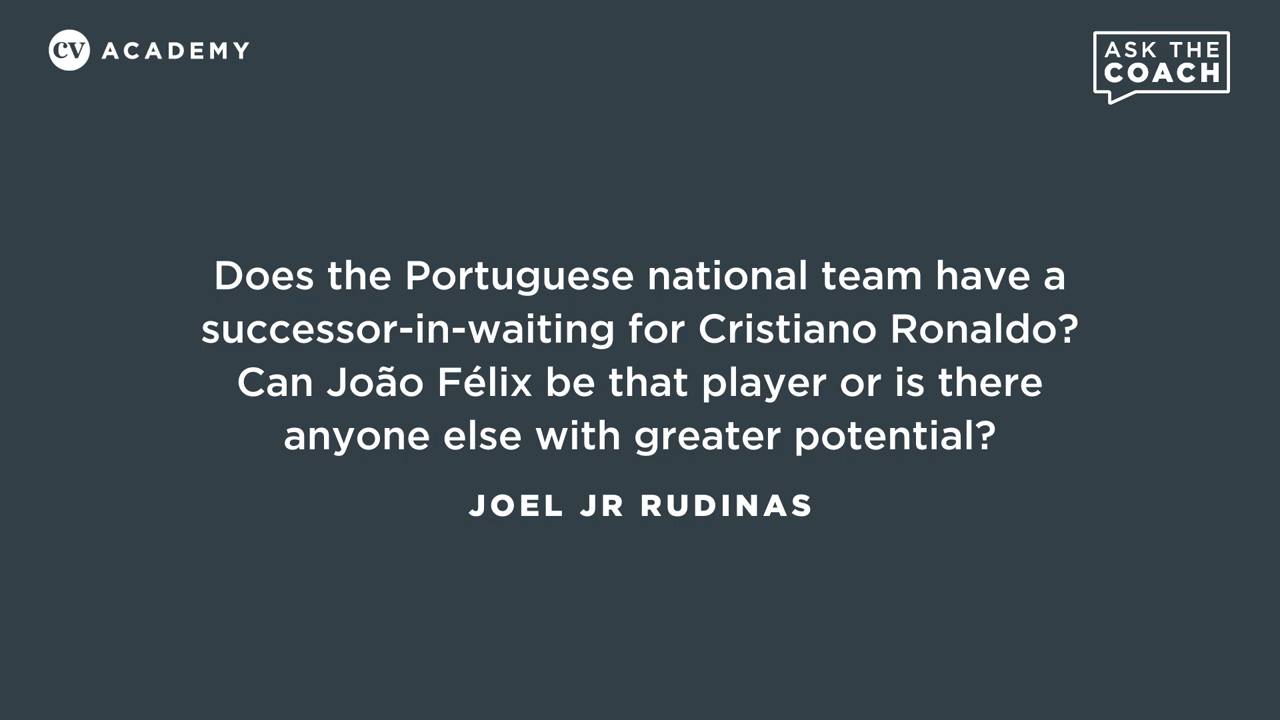 CV ACADEMY
ASK THE
COACH
Does the Portuguese national team have a
successor-in-waiting for Cristiano Ronaldo?
Can João Félix be that player or is there
anyone else with greater potential?
JOEL JR RUDINAS